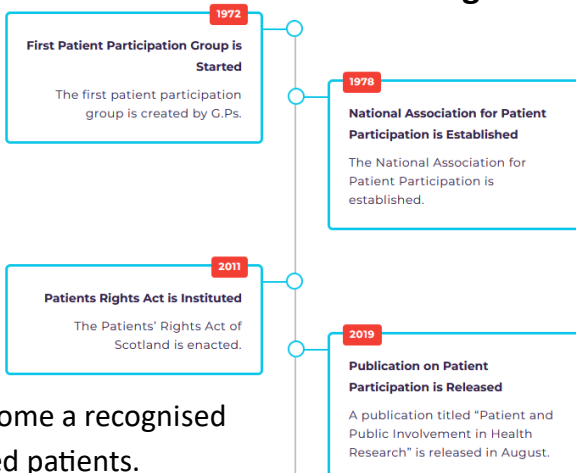 1972
First Patient Participation Group is
Started
The first patient participation
group is created by G.Ps.
1978
National Association for Patient
Participation is Established
The National Association for
Patient Participation is
established.
2011
Patients Rights Act is Instituted
The Patients’ Rights Act of
Scotland is enacted.
2019
Publication on Patient
Participation is Released
A publication titled “Patient and
Public Involvement in Health
Research” is released in August.
ome a recognised
ed patients.